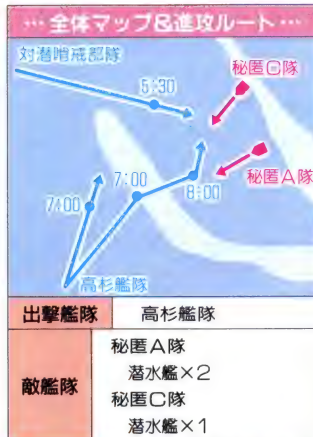 …全体マップ&進攻ルート…
対潜哨戒部隊
5:30
秘匿C隊
7:00
7:00
8:00
秘匿A隊
高杉艦隊
出撃艦隊
高杉艦隊
敵艦隊
秘匿A隊
潜水艦×2
秘匿C隊
潜水艦×1